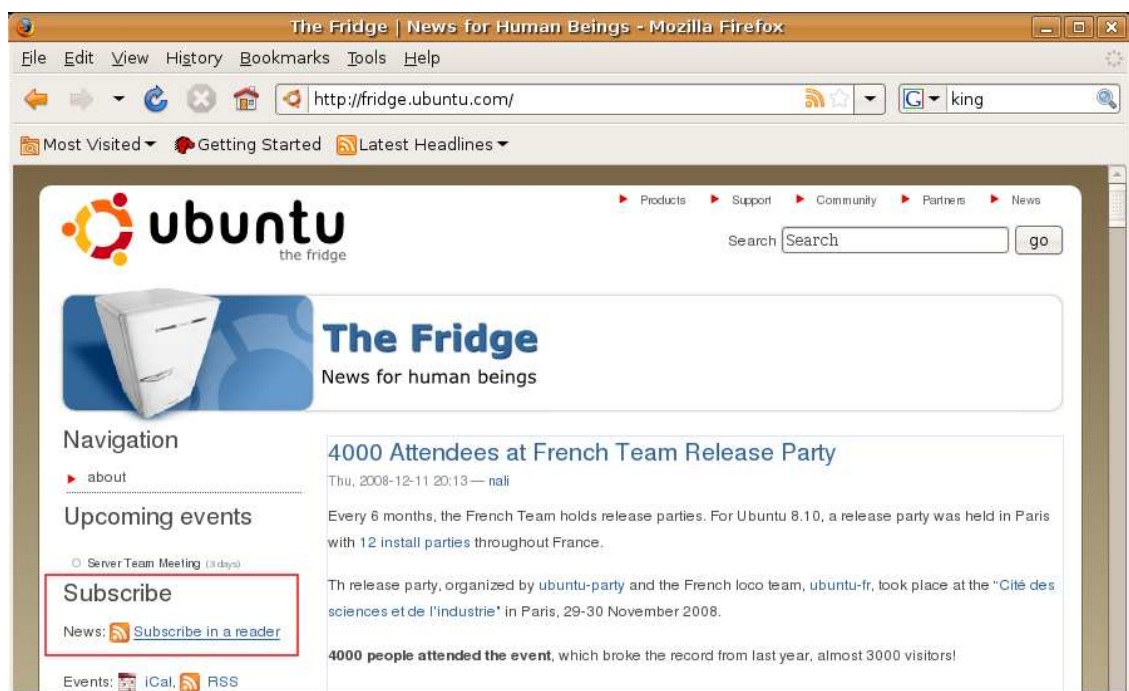 The Fridge | News for Human Beings - Mozilla Firefox
File Edit View History Bookmarks Tools Help
http://fridge.ubuntu.com/ G king
Most Visited Getting Started Latest Headlines
ubuntu
the fridge
Products Support Community Partners News
Search Search go
The Fridge
News for human beings
Navigation
about
Upcoming events
Server Team Meeting (3 days)
Subscribe
News: Subscribe in a reader
Events: iCal, RSS
4000 Attendees at French Team Release Party
Thu, 2008-12-11 20:13 — nali
Every 6 months, the French Team holds release parties. For Ubuntu 8.10, a release party was held in Paris
with 12 install parties throughout France.
Th release party, organized by ubuntu-party and the French loco team, ubuntu-fr, took place at the "Cité des
sciences et de l'industrie" in Paris, 29-30 November 2008.
4000 people attended the event, which broke the record from last year, almost 3000 visitors!